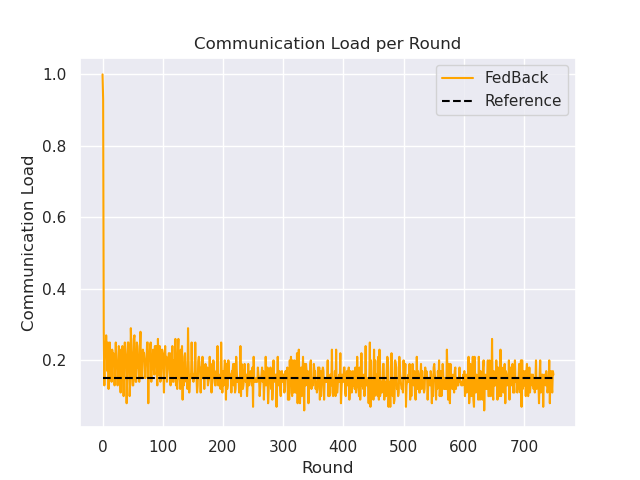 Communication Load per Round
FedBack
Reference
Communication Load
1.0
0.8
0.6
0.4
0.2
0 100 200 300 400 500 600 700
Round